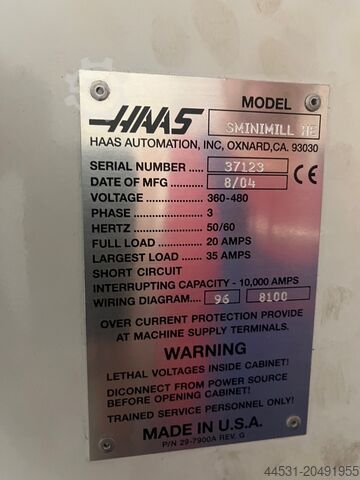 MODEL
HAAS SMINIMILL HE
HAAS AUTOMATION, INC, OXNARD, CA. 93030
SERIAL NUMBER ..... 37123 CE
DATE OF MFG ......... 8/04
VOLTAGE ................. 360-480
PHASE ..................... 3
HERTZ ..................... 50/60
FULL LOAD .............. 20 AMPS
LARGEST LOAD ....... 35 AMPS
SHORT CIRCUIT
INTERRUPTING CAPACITY - 10,000 AMPS
WIRING DIAGRAM..... 96 8100
OVER CURRENT PROTECTION PROVIDE
AT MACHINE SUPPLY TERMINALS.
WARNING
LETHAL VOLTAGES INSIDE CABINET!
DICONNECT FROM POWER SOURCE
BEFORE OPENING CABINET!
TRAINED SERVICE PERSONNEL ONLY!
MADE IN U.S.A.
P/N 29-7900A REV. G
44531-20491955